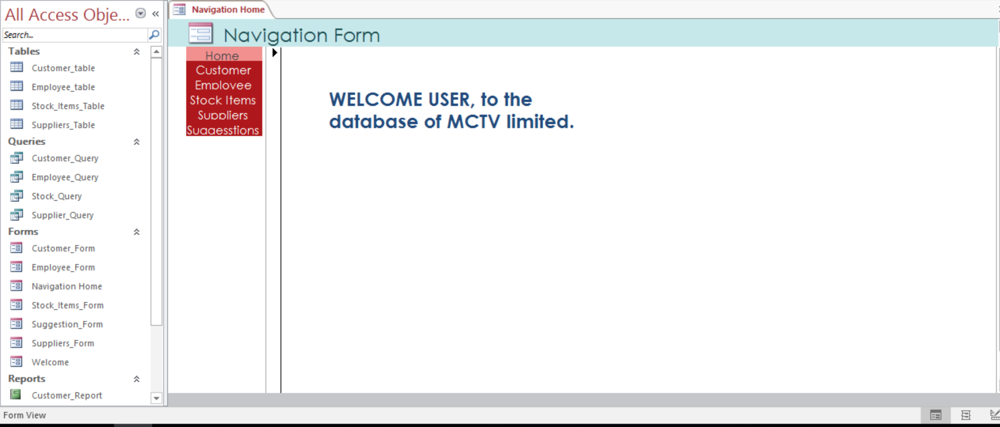 All Access Obje...
«
Search...
Tables
Customer_table
Employee_table
Stock_Items_Table
Suppliers_Table
Queries
Customer_Query
Employee_Query
Stock_Query
Supplier_Query
Forms
Customer_Form
Employee_Form
Navigation Home
Stock_Items_Form
Suggestion_Form
Suppliers_Form
Welcome
Reports
Customer_Report
Navigation Home
Navigation Form
Home
Customer
Employee
Stock Items
Suppliers
Suggesstions
WELCOME USER, to the
database of MCTV limited.
Form View